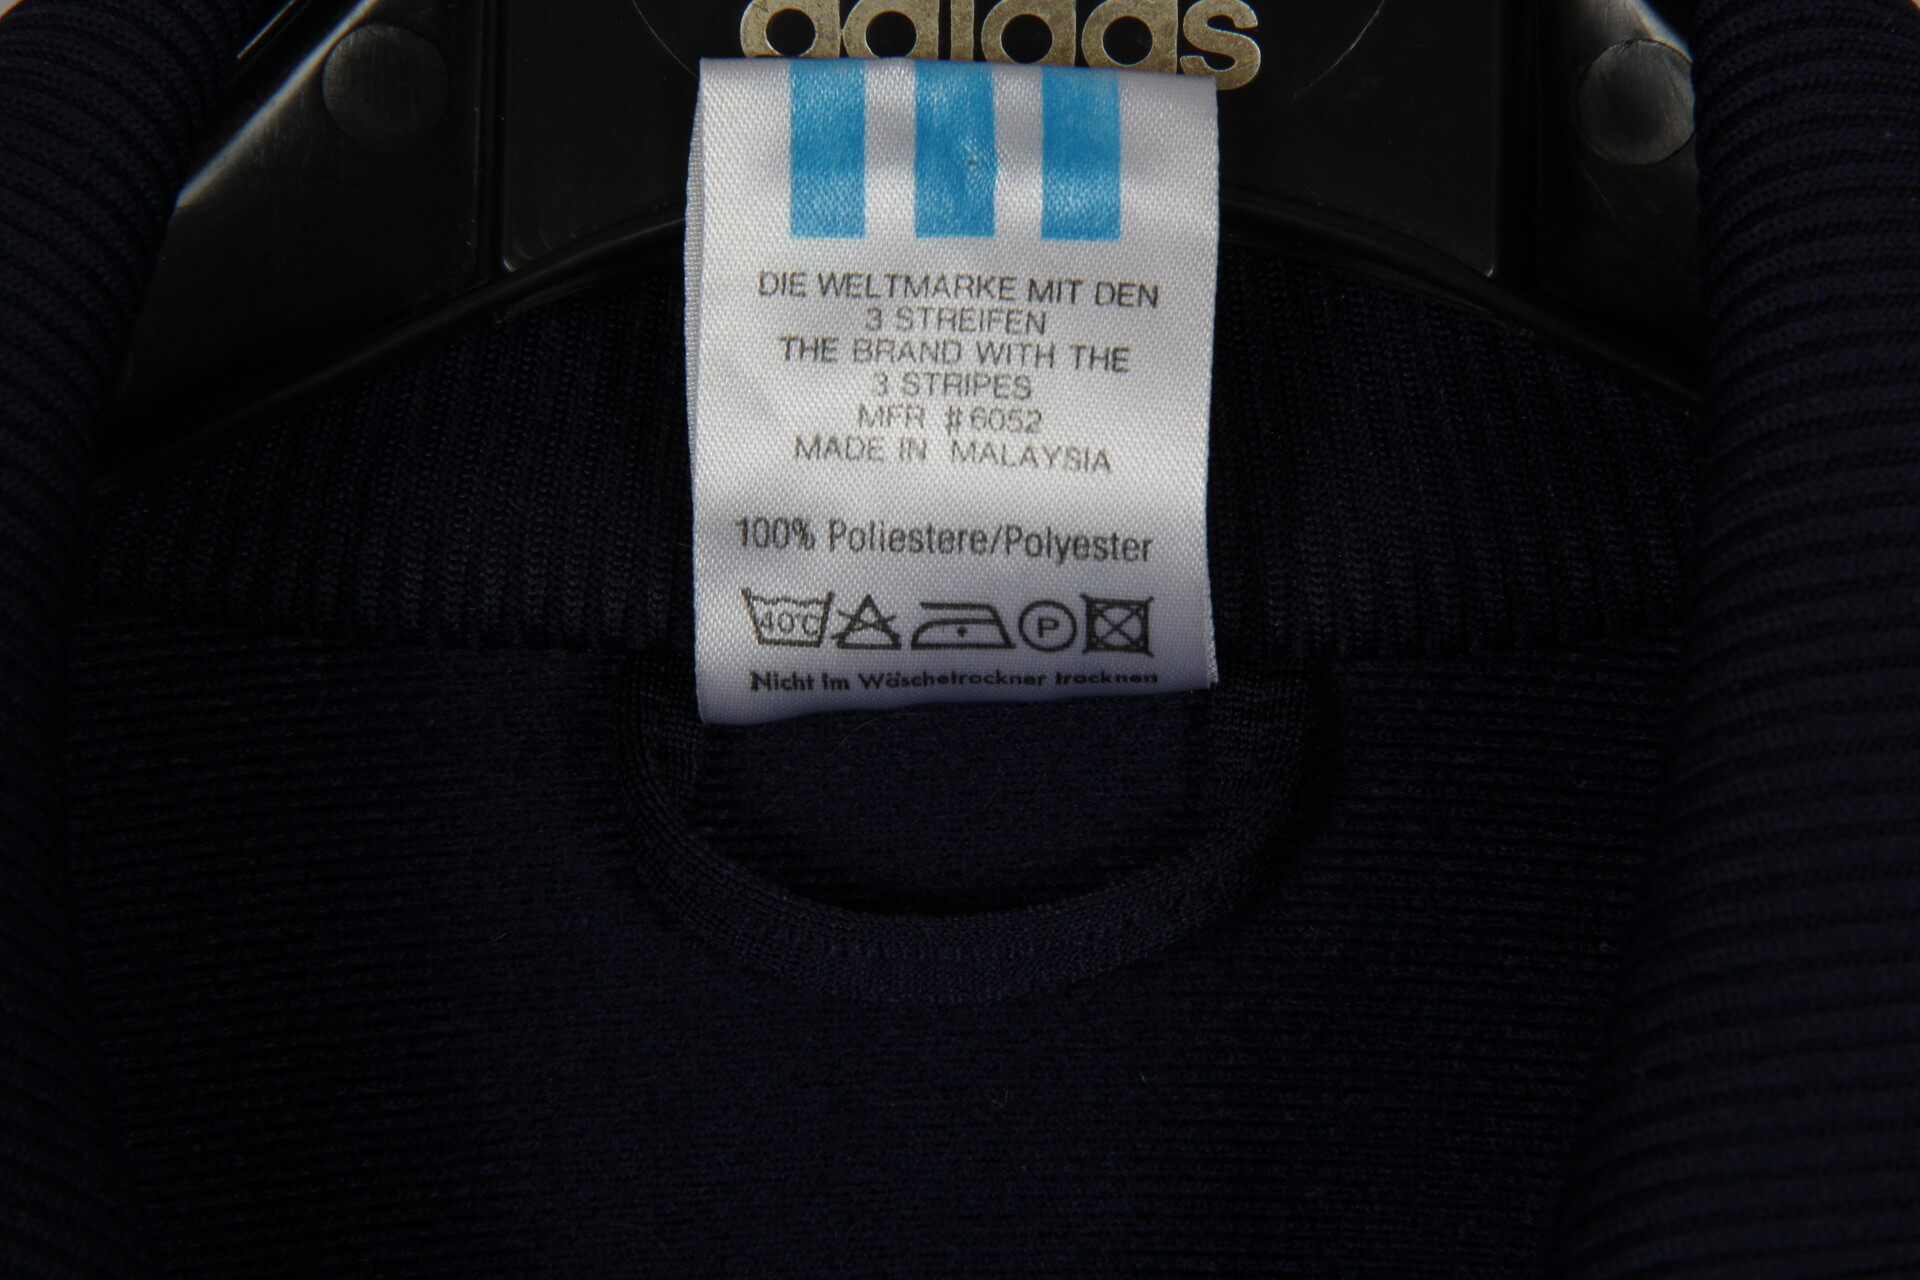 adidas
DIE WELTMARKE MIT DEN
3 STREIFEN
THE BRAND WITH THE
3 STRIPES
MFR #6052
MADE IN MALAYSIA
100% Poliestere/Polyester
40°C P
Nicht im Wäschetrockner trocknen